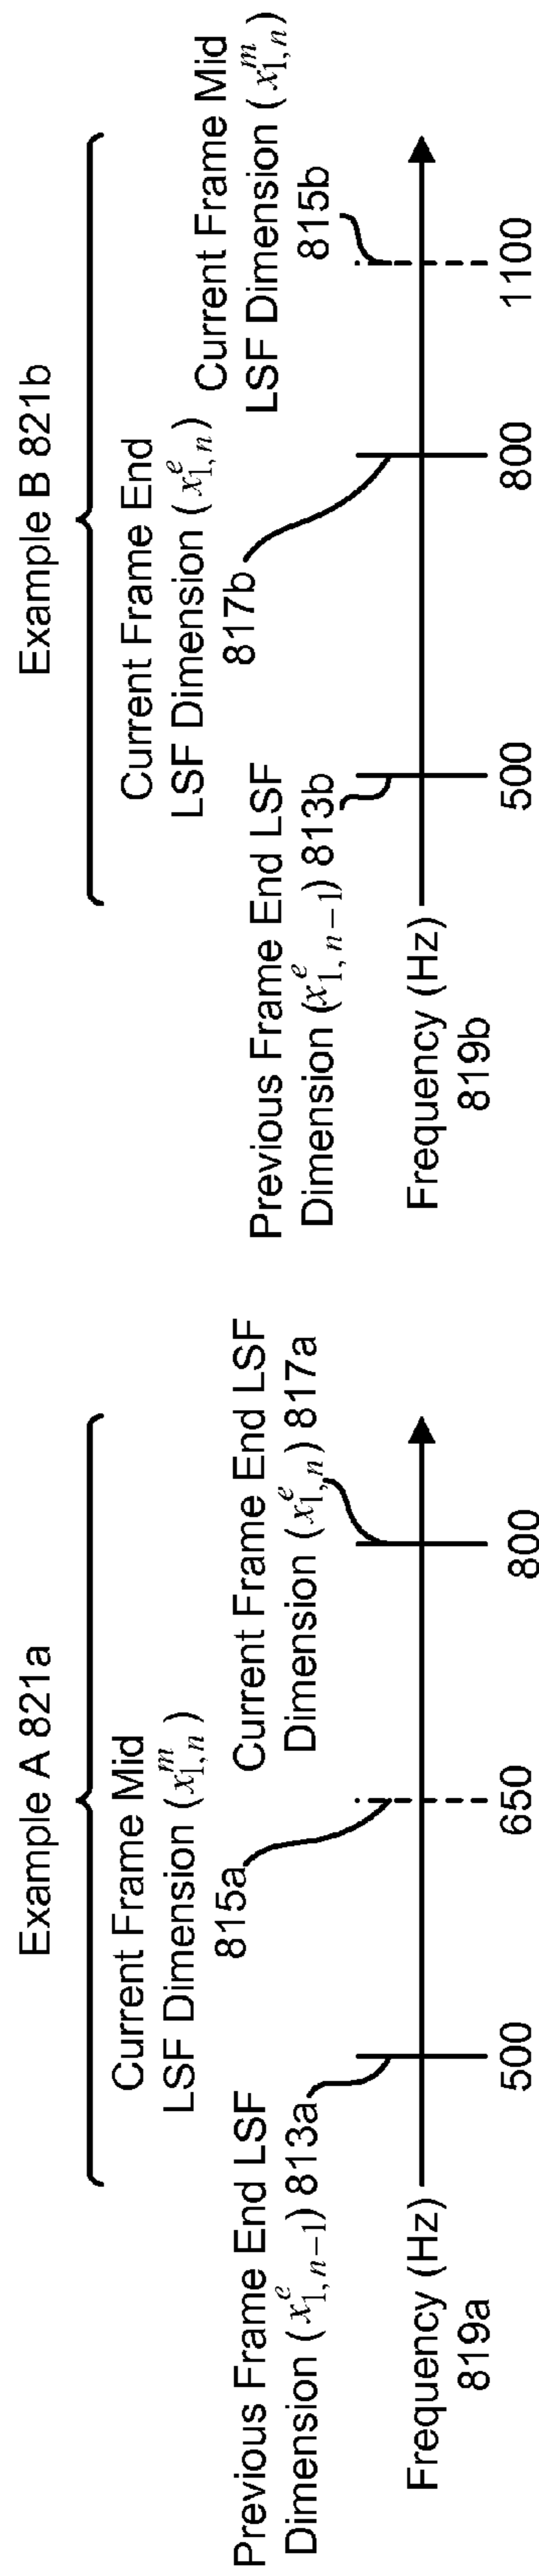 Example A 821a
Current Frame Mid
LSF Dimension (x^m_{1,n})
815a
Previous Frame End LSF
Dimension (x^e_{1,n−1}) 813a
Current Frame End LSF
Dimension (x^e_{1,n}) 817a
Frequency (Hz)
819a
500
650
800
Example B 821b
Current Frame End
LSF Dimension (x^e_{1,n})
817b
Current Frame Mid
LSF Dimension (x^m_{1,n})
815b
Previous Frame End LSF
Dimension (x^e_{1,n−1}) 813b
Frequency (Hz)
819b
500
800
1100